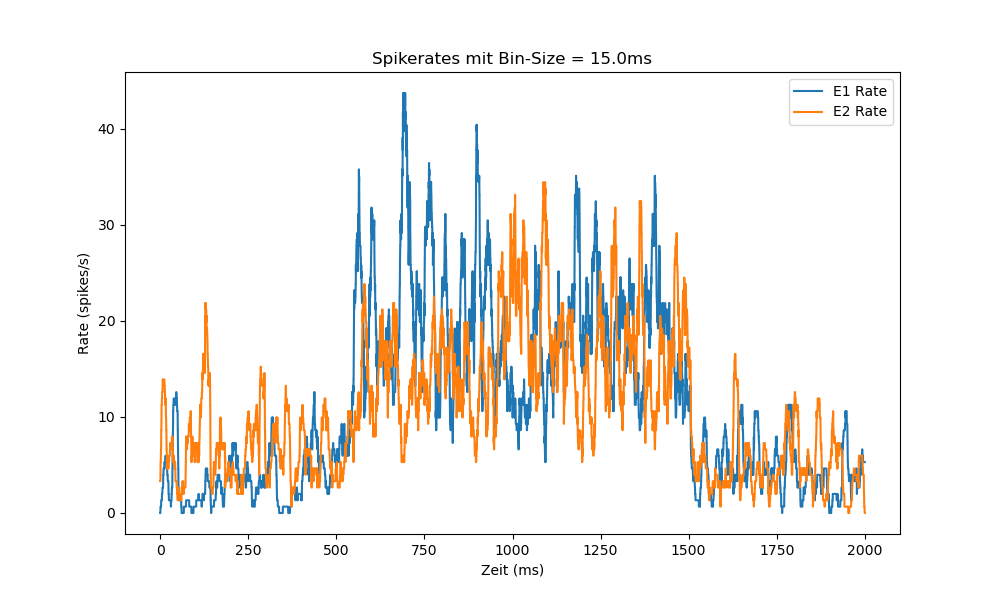 Spikerates mit Bin-Size = 15.0ms
E1 Rate
E2 Rate
Rate (spikes/s)
40
30
20
10
0
0 250 500 750 1000 1250 1500 1750 2000
Zeit (ms)